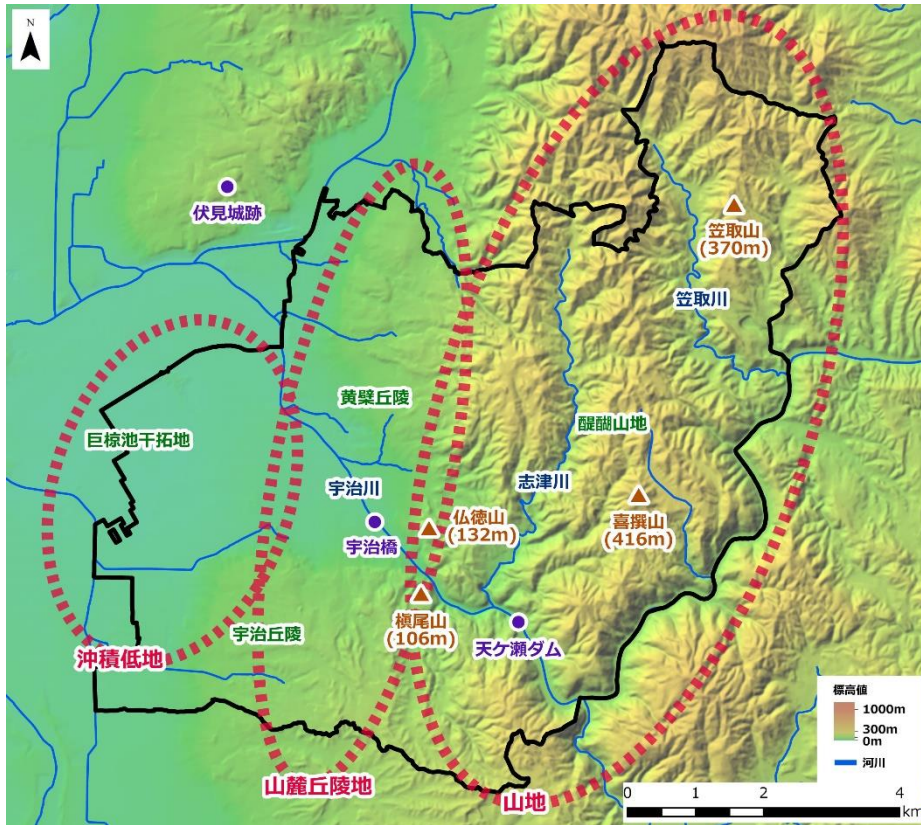 N
伏見城跡
笠取山
(370m)
笠取川
黄檗丘陵
巨椋池干拓地
醍醐山地
宇治川
志津川
仏徳山
(132m)
喜撰山
(416m)
宇治橋
槇尾山
(106m)
天ケ瀬ダム
宇治丘陵
沖積低地
山麓丘陵地
山地
標高値
1000m
300m
0m
河川
0 1 2 4
km